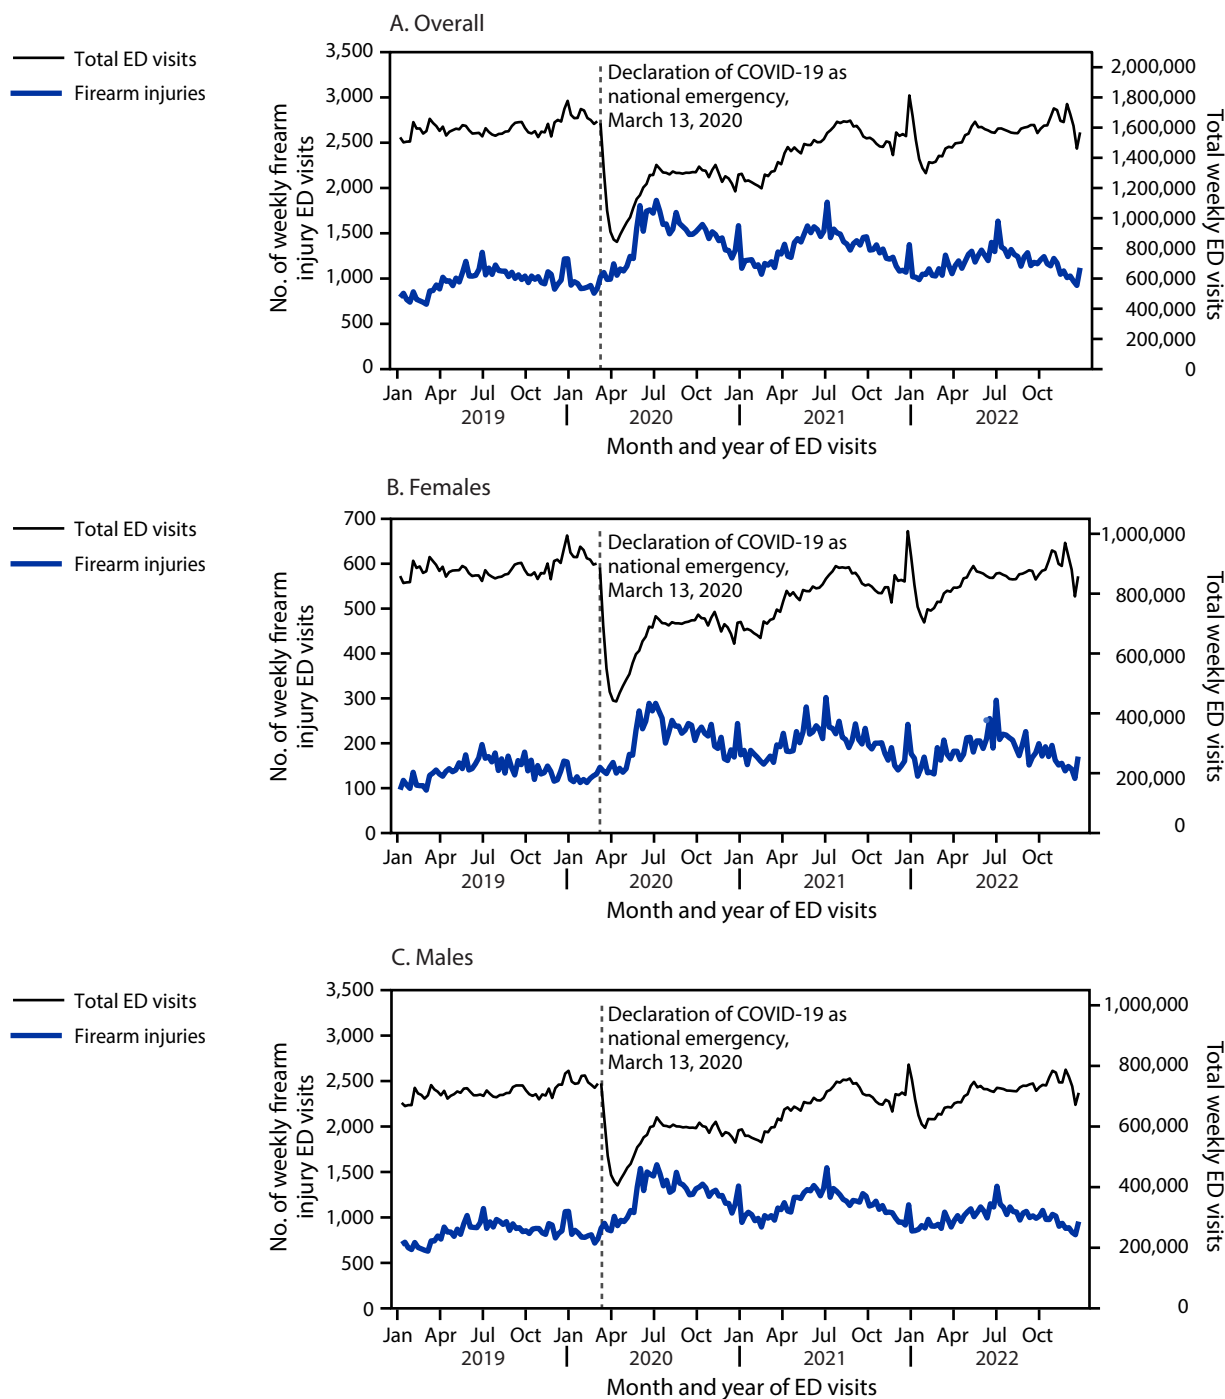 A. Overall
Total ED visits
Firearm injuries
No. of weekly firearm
injury ED visits
3,500
3,000
2,500
2,000
1,500
1,000
500
0
Declaration of COVID-19 as
national emergency,
March 13, 2020
2,000,000
1,800,000
1,600,000
1,400,000
1,200,000
1,000,000
800,000
600,000
400,000
200,000
0
Total weekly ED visits
Jan Apr Jul Oct Jan Apr Jul Oct Jan Apr Jul Oct Jan Apr Jul Oct
2019 2020 2021 2022
Month and year of ED visits
B. Females
Total ED visits
Firearm injuries
No. of weekly firearm
injury ED visits
700
600
500
400
300
200
100
0
Declaration of COVID-19 as
national emergency,
March 13, 2020
1,000,000
800,000
600,000
400,000
200,000
0
Total weekly ED visits
Jan Apr Jul Oct Jan Apr Jul Oct Jan Apr Jul Oct Jan Apr Jul Oct
2019 2020 2021 2022
Month and year of ED visits
C. Males
Total ED visits
Firearm injuries
No. of weekly firearm
injury ED visits
3,500
3,000
2,500
2,000
1,500
1,000
500
0
Declaration of COVID-19 as
national emergency,
March 13, 2020
1,000,000
800,000
600,000
400,000
200,000
0
Total weekly ED visits
Jan Apr Jul Oct Jan Apr Jul Oct Jan Apr Jul Oct Jan Apr Jul Oct
2019 2020 2021 2022
Month and year of ED visits